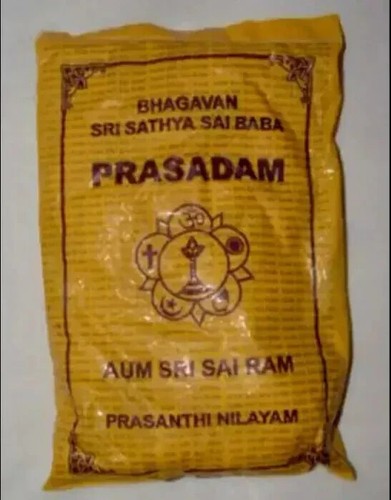 BHAGAVAN
SRI SATHYA SAI BABA
PRASADAM
ॐ
AUM SRI SAI RAM
PRASANTHI NILAYAM